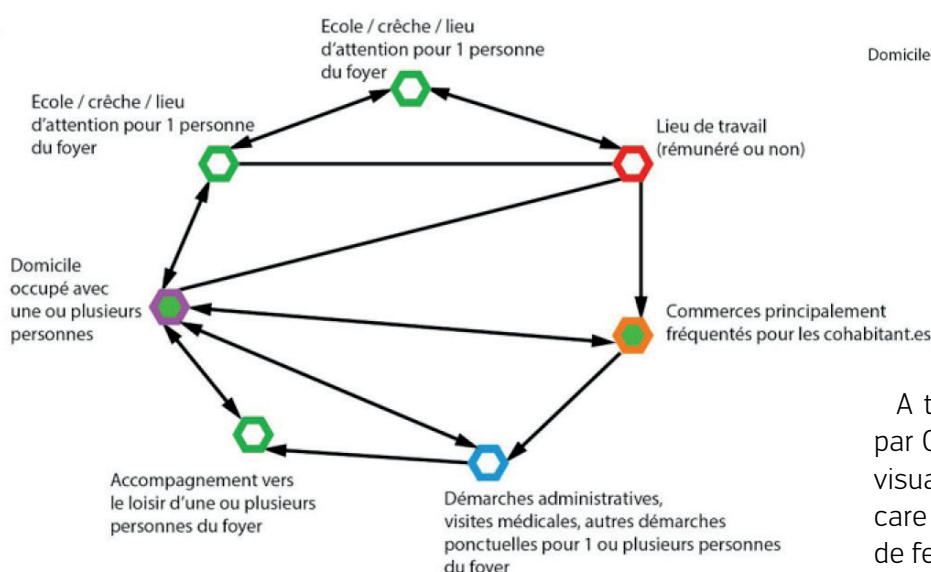 Ecole / crêche / lieu
d'attention pour 1 personne
du foyer
Domicile
Ecole / crêche / lieu
d'attention pour 1 personne
du foyer
Lieu de travail
(rémunéré ou non)
Domicile
occupé avec
une ou plusieurs
personnes
Commerces principalement
fréquentés pour les cohabitant.es
Accompagnement vers
le loisir d'une ou plusieurs
personnes du foyer
Démarches administratives,
visites médicales, autres démarches
ponctuelles pour 1 ou plusieurs personnes
du foyer
A t
par
visua
care
de fe